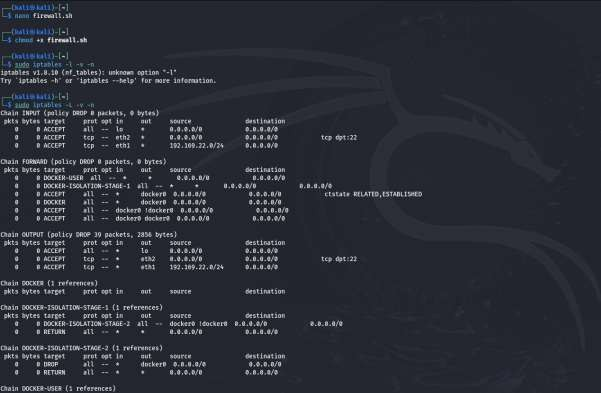 ┌──(kali㉿kali)-[~]
└─$ nano firewall.sh
┌──(kali㉿kali)-[~]
└─$ chmod +x firewall.sh
┌──(kali㉿kali)-[~]
└─$ sudo iptables -l -v -n
iptables v1.8.10 (nf_tables): unknown option "-l"
Try `iptables -h' or 'iptables --help' for more information.
┌──(kali㉿kali)-[~]
└─$ sudo iptables -L -v -n
Chain INPUT (policy DROP 0 packets, 0 bytes)
pkts bytes target prot opt in out source destination
0 0 ACCEPT all -- lo * 0.0.0.0/0 0.0.0.0/0
0 0 ACCEPT tcp -- eth2 * 0.0.0.0/0 0.0.0.0/0 tcp dpt:22
0 0 ACCEPT tcp -- eth1 * 192.169.22.0/24 0.0.0.0/0
Chain FORWARD (policy DROP 0 packets, 0 bytes)
pkts bytes target prot opt in out source destination
0 0 DOCKER-USER all -- * * 0.0.0.0/0 0.0.0.0/0
0 0 DOCKER-ISOLATION-STAGE-1 all -- * * 0.0.0.0/0 0.0.0.0/0
0 0 ACCEPT all -- * docker0 0.0.0.0/0 0.0.0.0/0 ctstate RELATED,ESTABLISHED
0 0 DOCKER all -- * docker0 0.0.0.0/0 0.0.0.0/0
0 0 ACCEPT all -- docker0 !docker0 0.0.0.0/0 0.0.0.0/0
0 0 ACCEPT all -- docker0 docker0 0.0.0.0/0 0.0.0.0/0
Chain OUTPUT (policy DROP 39 packets, 2856 bytes)
pkts bytes target prot opt in out source destination
0 0 ACCEPT all -- * lo 0.0.0.0/0 0.0.0.0/0
0 0 ACCEPT tcp -- * eth2 0.0.0.0/0 0.0.0.0/0 tcp dpt:22
0 0 ACCEPT tcp -- * eth1 192.169.22.0/24 0.0.0.0/0
Chain DOCKER (1 references)
pkts bytes target prot opt in out source destination
Chain DOCKER-ISOLATION-STAGE-1 (1 references)
pkts bytes target prot opt in out source destination
0 0 DOCKER-ISOLATION-STAGE-2 all -- docker0 !docker0 0.0.0.0/0 0.0.0.0/0
0 0 RETURN all -- * * 0.0.0.0/0 0.0.0.0/0
Chain DOCKER-ISOLATION-STAGE-2 (1 references)
pkts bytes target prot opt in out source destination
0 0 DROP all -- * docker0 0.0.0.0/0 0.0.0.0/0
0 0 RETURN all -- * * 0.0.0.0/0 0.0.0.0/0
Chain DOCKER-USER (1 references)